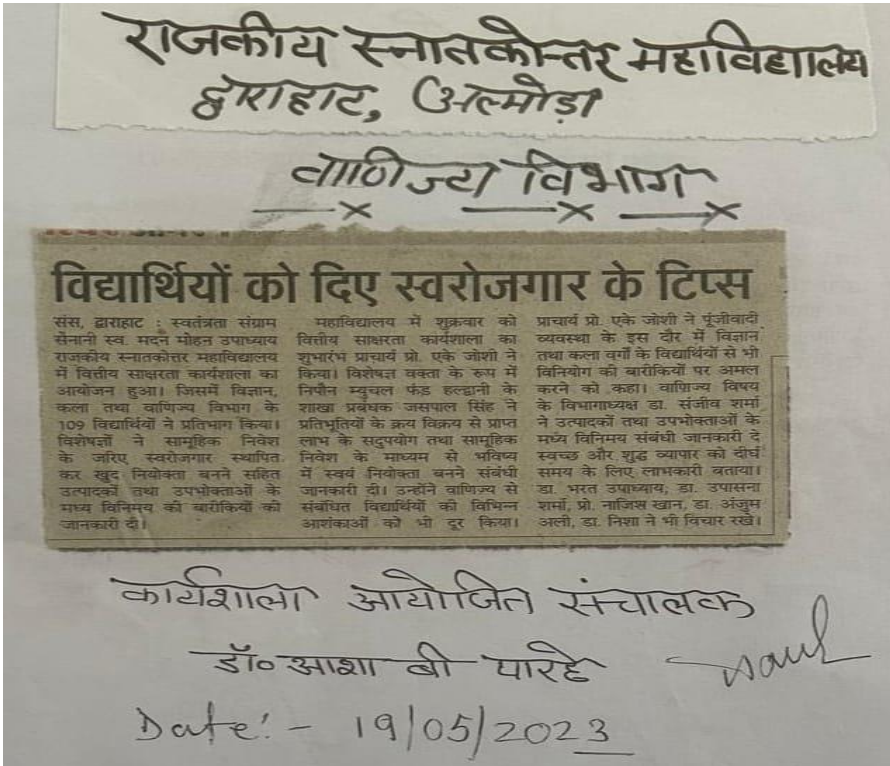 राजकीय स्नातकोत्तर महाविद्यालय
द्वाराहाट, अल्मोड़ा
वाणिज्य विभाग
विद्यार्थियों को दिए स्वरोजगार के टिप्स
संस, द्वाराहाट : स्वतंत्रता संग्राम
सेनानी स्व. मदन मोहन उपाध्याय
राजकीय स्नातकोत्तर महाविद्यालय
में वित्तीय साक्षरता कार्यशाला का
आयोजन हुआ। जिसमें विज्ञान,
कला तथा वाणिज्य विभाग के
109 विद्यार्थियों ने प्रतिभाग किया।
विशेषज्ञों ने सामूहिक निवेश
के जरिए स्वरोजगार स्थापित
कर खुद नियोक्ता बनने सहित
उत्पादकों तथा उपभोक्ताओं के
मध्य विनिमय की बारीकियों की
जानकारी दी।
महाविद्यालय में शुक्रवार को
वित्तीय साक्षरता कार्यशाला का
शुभारंभ प्राचार्य प्रो. एके जोशी ने
किया। विशेषज्ञ वक्ता के रूप में
निपौन म्युचल फंड हल्द्वानी के
शाखा प्रबंधक जसपाल सिंह ने
प्रतिभूतियों के क्रय विक्रय से प्राप्त
लाभ के सदुपयोग तथा सामूहिक
निवेश के माध्यम से भविष्य
में स्वयं नियोक्ता बनने संबंधी
जानकारी दी। उन्होंने वाणिज्य से
संबंधित विद्यार्थियों की विभिन्न
आशंकाओं को भी दूर किया।
प्राचार्य प्रो. एके जोशी ने पूंजीवादी
व्यवस्था के इस दौर में विज्ञान
तथा कला वर्गों के विद्यार्थियों से भी
विनियोग की बारीकियों पर अमल
करने को कहा। वाणिज्य विषय
के विभागाध्यक्ष डा. संजीव शर्मा
ने उत्पादकों तथा उपभोक्ताओं के
मध्य विनिमय संबंधी जानकारी दे
स्वच्छ और शुद्ध व्यापार को दीर्घ
समय के लिए लाभकारी बताया।
डा. भरत उपाध्याय, डा. उपासना
शर्मा, प्रो. नाजिश खान, डा. अंजुम
अली, डा. निशा ने भी विचार रखे।
कार्यशाला आयोजित संचालक
डॉ० आशा बी पारहे
Date:- 19/05/2023